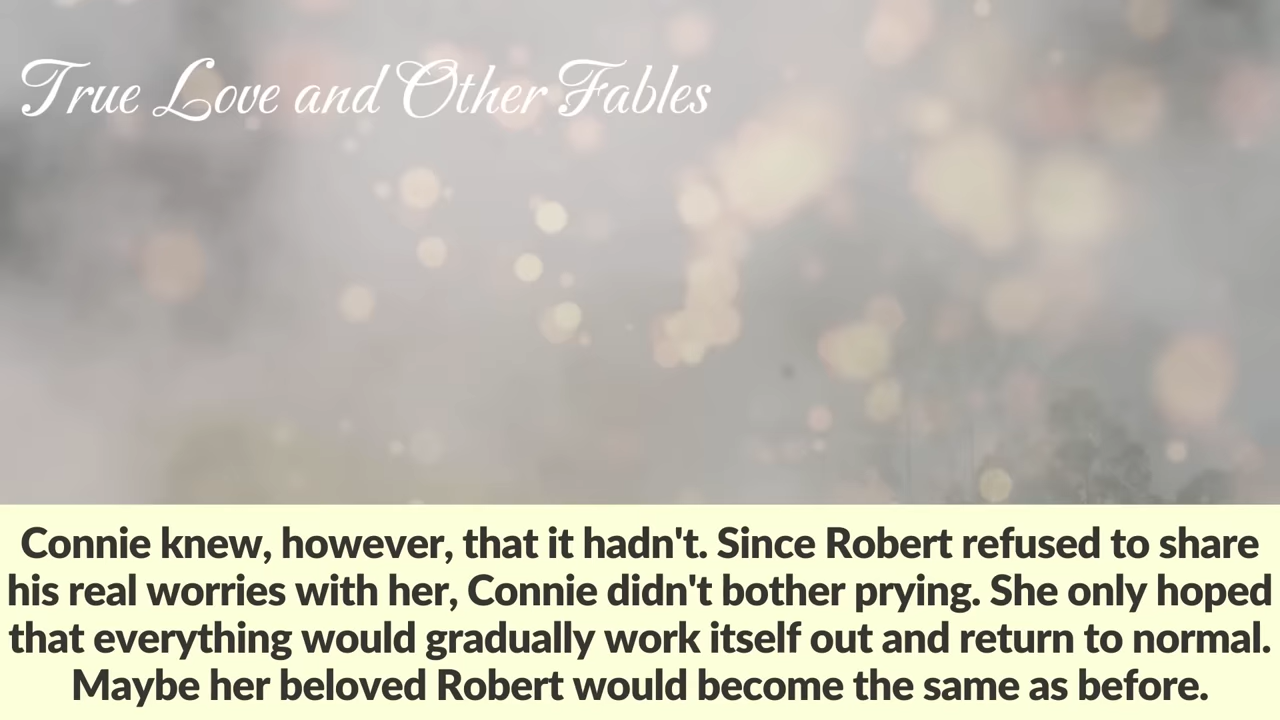 True Love and Other Fables
Connie knew, however, that it hadn't. Since Robert refused to share
his real worries with her, Connie didn't bother prying. She only hoped
that everything would gradually work itself out and return to normal.
Maybe her beloved Robert would become the same as before.